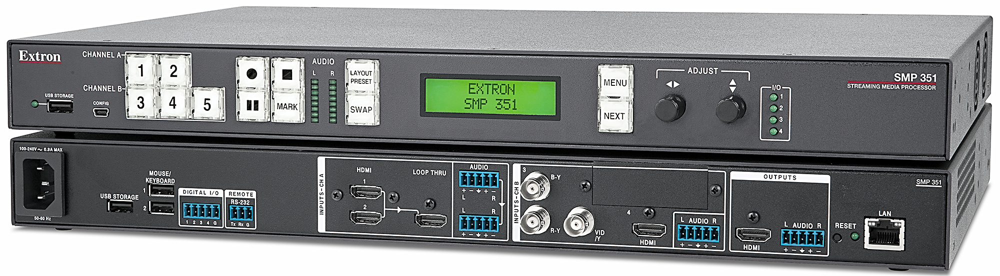 Extron
CHANNEL A
1
2
CHANNEL B
3
4
5
USB STORAGE
CONFIG
MARK
AUDIO
L R
LAYOUT
PRESET
SWAP
EXTRON
SMP 351
MENU
NEXT
ADJUST
I/O
1
2
3
4
SMP 351
STREAMING MEDIA PROCESSOR
100-240V ~ 0.9A MAX
50-60 Hz
USB STORAGE
MOUSE/
KEYBOARD
1
2
DIGITAL I/O
1 2 3 4 G
REMOTE
RS-232
Tx Rx G
INPUTS-CH A
HDMI
1
2
LOOP THRU
AUDIO
+ − + −
L R
L R
+ − + −
INPUTS-CH B
3
B-Y
R-Y
VID
/Y
4
HDMI
L AUDIO R
+ − + −
OUTPUTS
HDMI
L AUDIO R
+ − + −
RESET
LAN
SMP 351